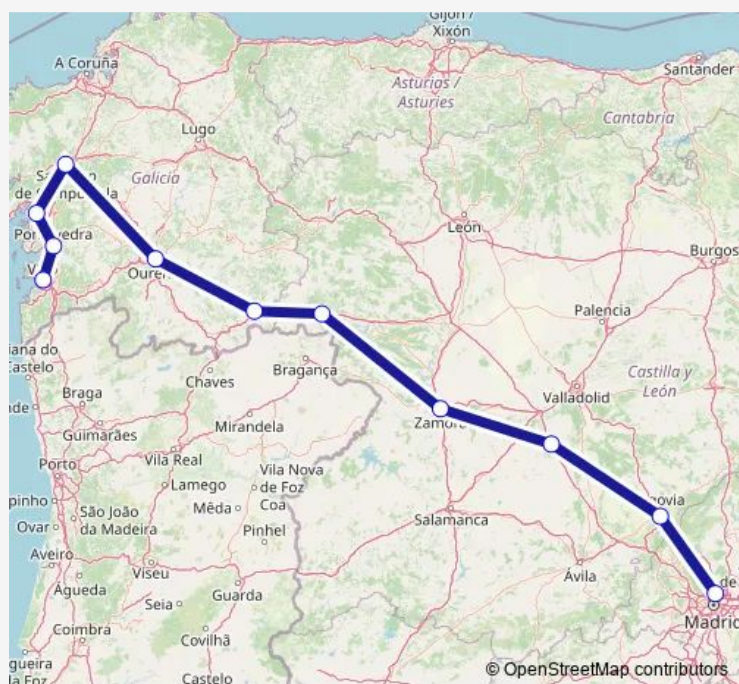 Gijón /
Xixón
A Coruña
Santander
Asturias /
Asturies
Cantabria
Lugo
Galicia
León
Burgos
Palencia
Castilla y
León
Valladolid
Chaves
Bragança
Braga
Guimarães
Mirandela
Vila Real
Porto
Lamego
Vila Nova
de Foz
Coa
São João
da Madeira
Mêda
Pinhel
Ovar
Salamanca
Aveiro
Viseu
Ávila
Águeda
Seia
Guarda
Madrid
Coimbra
Covilhã
Castelo
© OpenStreetMap contributors